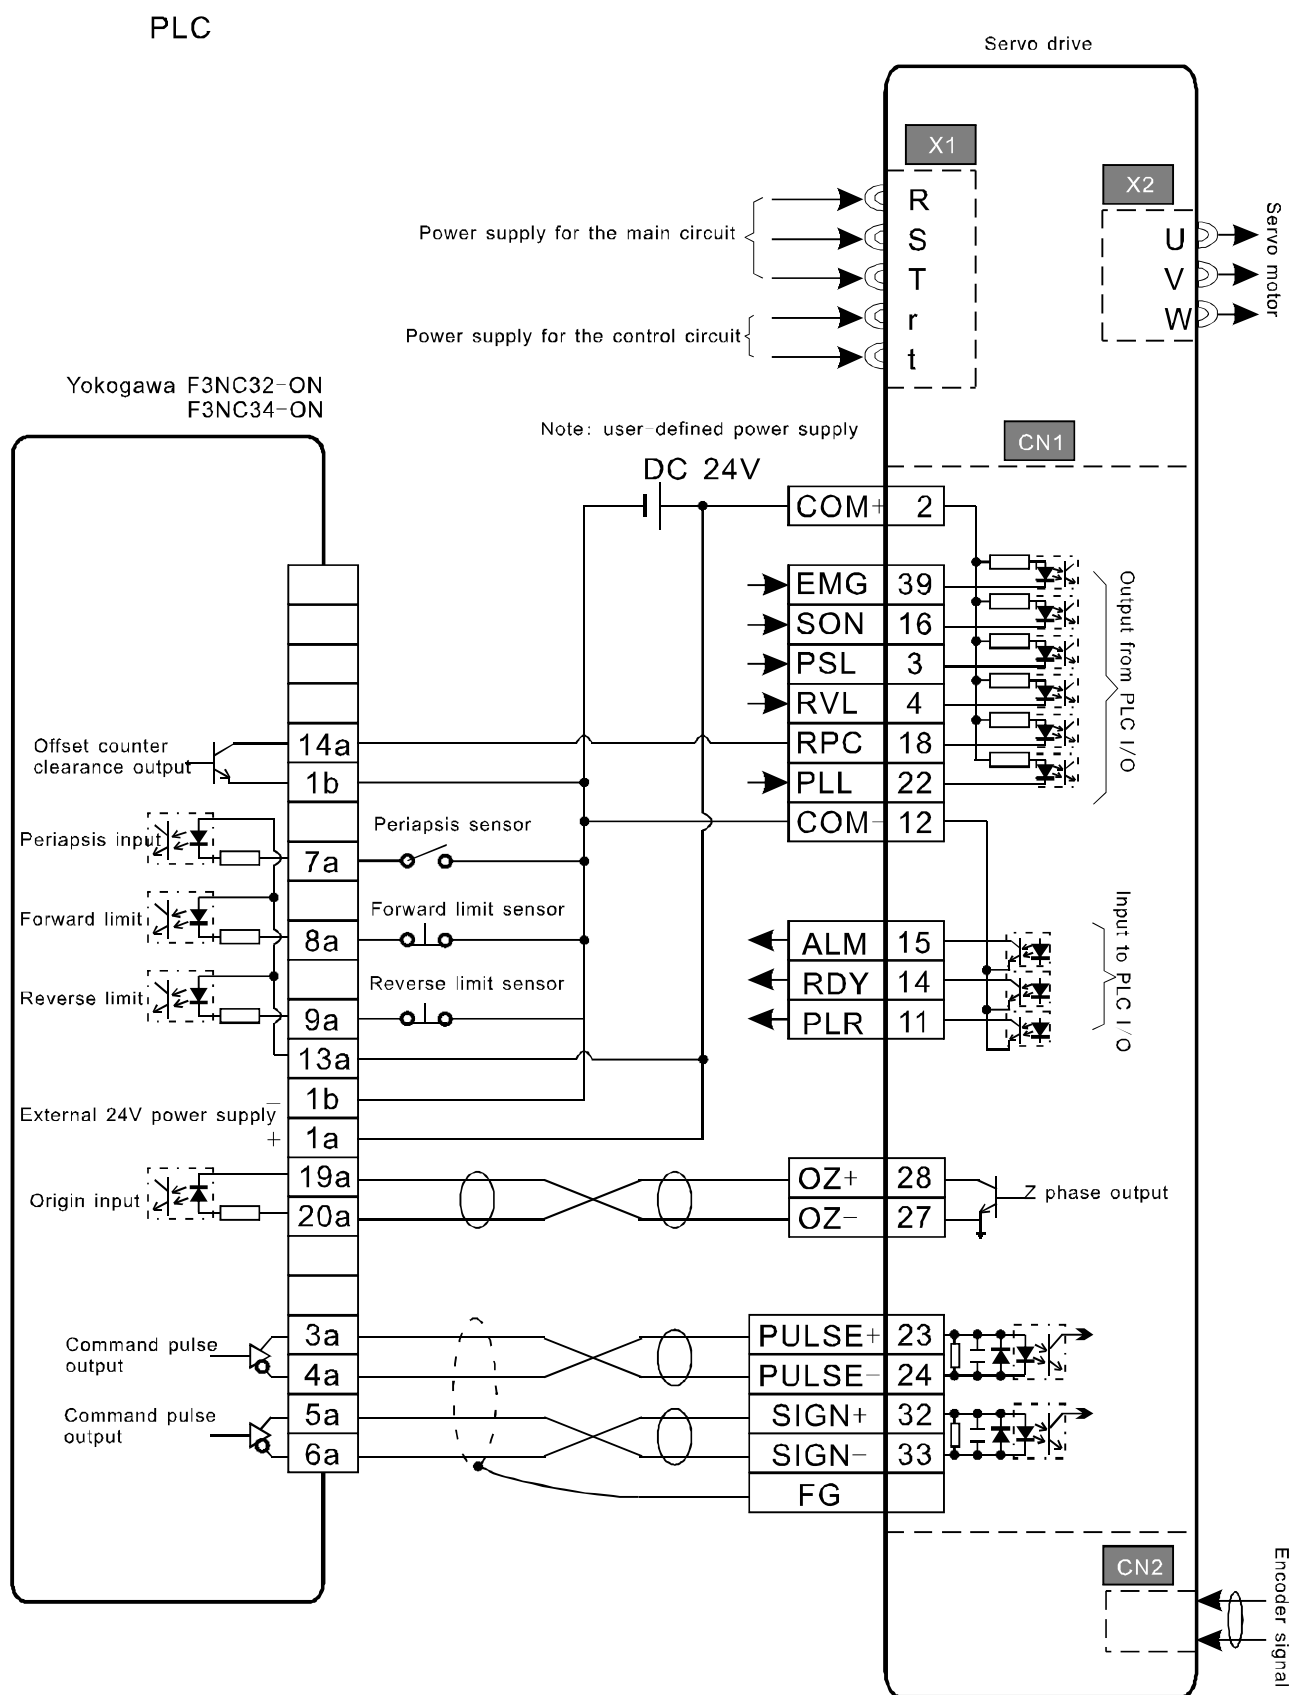 PLC
Servo drive
X1
X2
R
S
T
r
t
Power supply for the main circuit
Power supply for the control circuit
U
V
W
Servo motor
Yokogawa F3NC32-ON
F3NC34-ON
Note: user-defined power supply
DC 24V
CN1
COM+ 2
EMG 39
SON 16
PSL 3
RVL 4
RPC 18
PLL 22
COM- 12
Output from PLC I/O
ALM 15
RDY 14
PLR 11
Input to PLC I/O
Offset counter
clearance output
14a
1b
Periapsis input
7a
Periapsis sensor
Forward limit
8a
Forward limit sensor
Reverse limit
9a
Reverse limit sensor
13a
External 24V power supply
−
+
1b
1a
Origin input
19a
20a
OZ+ 28
OZ- 27
Z phase output
Command pulse
output
3a
4a
Command pulse
output
5a
6a
PULSE+ 23
PULSE- 24
SIGN+ 32
SIGN- 33
FG
CN2
Encoder signal